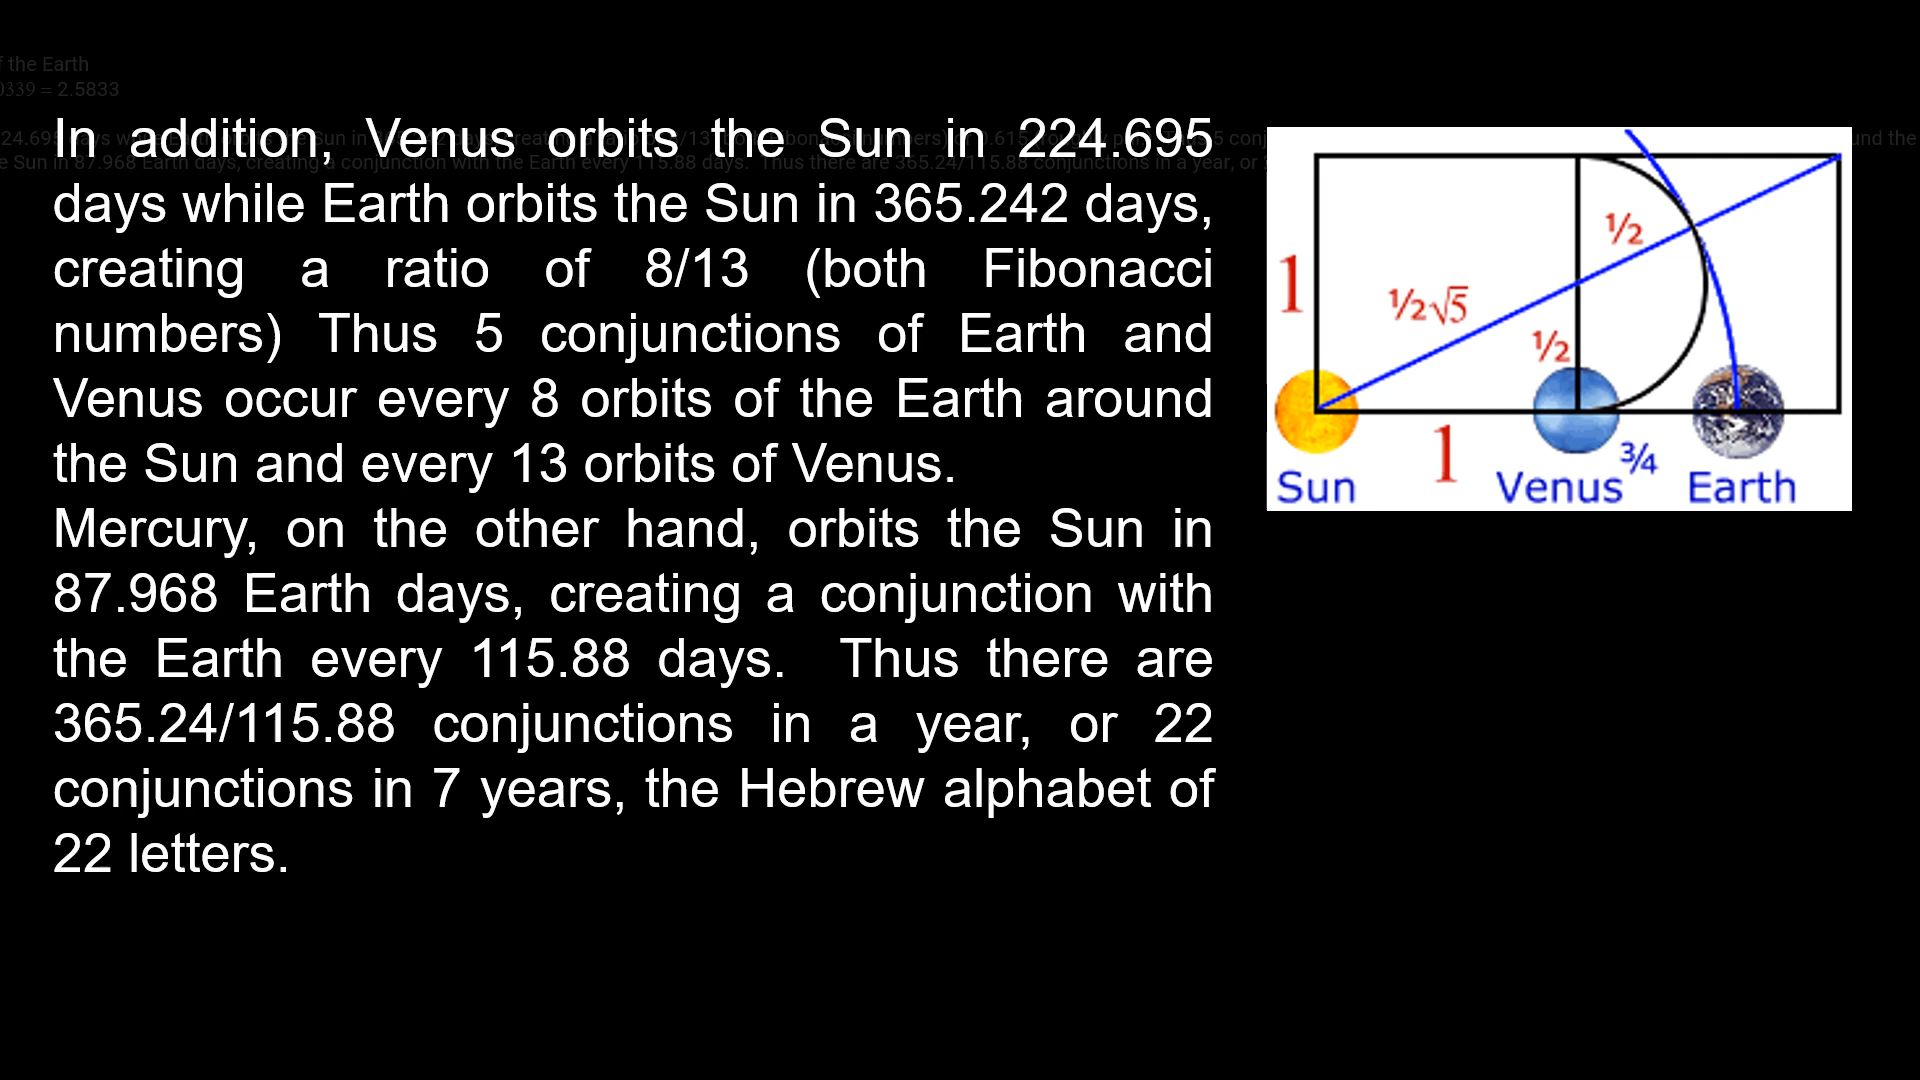 f the Earth
0339 = 2.5833
In addition, Venus orbits the Sun in 224.695
days while Earth orbits the Sun in 365.242 days,
creating a ratio of 8/13 (both Fibonacci
numbers) Thus 5 conjunctions of Earth and
Venus occur every 8 orbits of the Earth around
the Sun and every 13 orbits of Venus.
Mercury, on the other hand, orbits the Sun in
87.968 Earth days, creating a conjunction with
the Earth every 115.88 days. Thus there are
365.24/115.88 conjunctions in a year, or 22
conjunctions in 7 years, the Hebrew alphabet of
22 letters.
½
1
½√5
½
1
¾
Sun
Venus
Earth